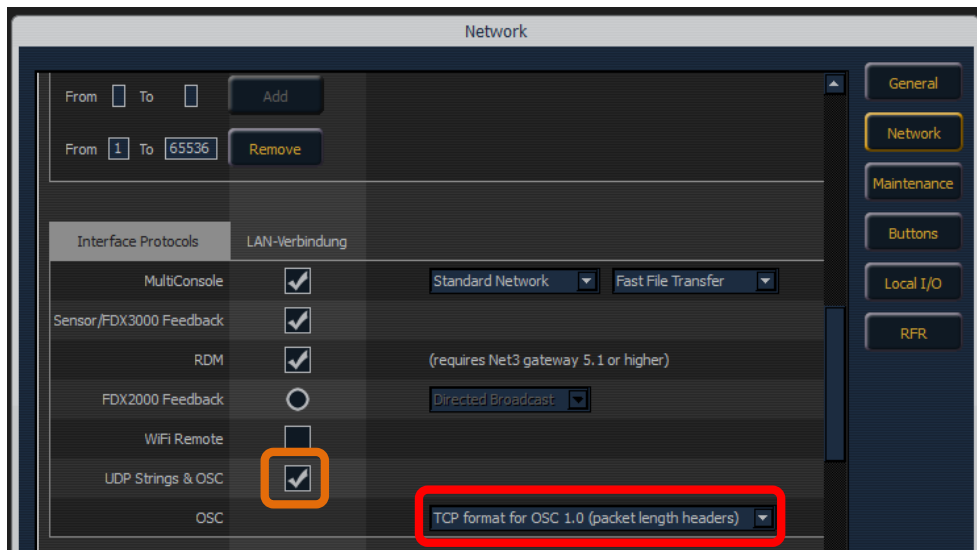 Network
From To Add
From 1 To 65536 Remove
General
Network
Maintenance
Buttons
Local I/O
RFR
Interface Protocols LAN-Verbindung
MultiConsole Standard Network Fast File Transfer
Sensor/FDX3000 Feedback
RDM (requires Net3 gateway 5.1 or higher)
FDX2000 Feedback Directed Broadcast
WiFi Remote
UDP Strings & OSC
OSC TCP format for OSC 1.0 (packet length headers)